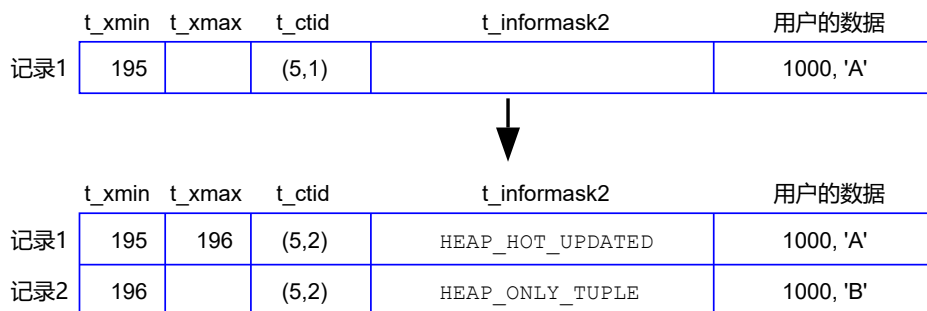 t_xmin t_xmax t_ctid t_informask2 用户的数据
记录1 195 (5,1) 1000, 'A'
t_xmin t_xmax t_ctid t_informask2 用户的数据
记录1 195 196 (5,2) HEAP_HOT_UPDATED 1000, 'A'
记录2 196 (5,2) HEAP_ONLY_TUPLE 1000, 'B'